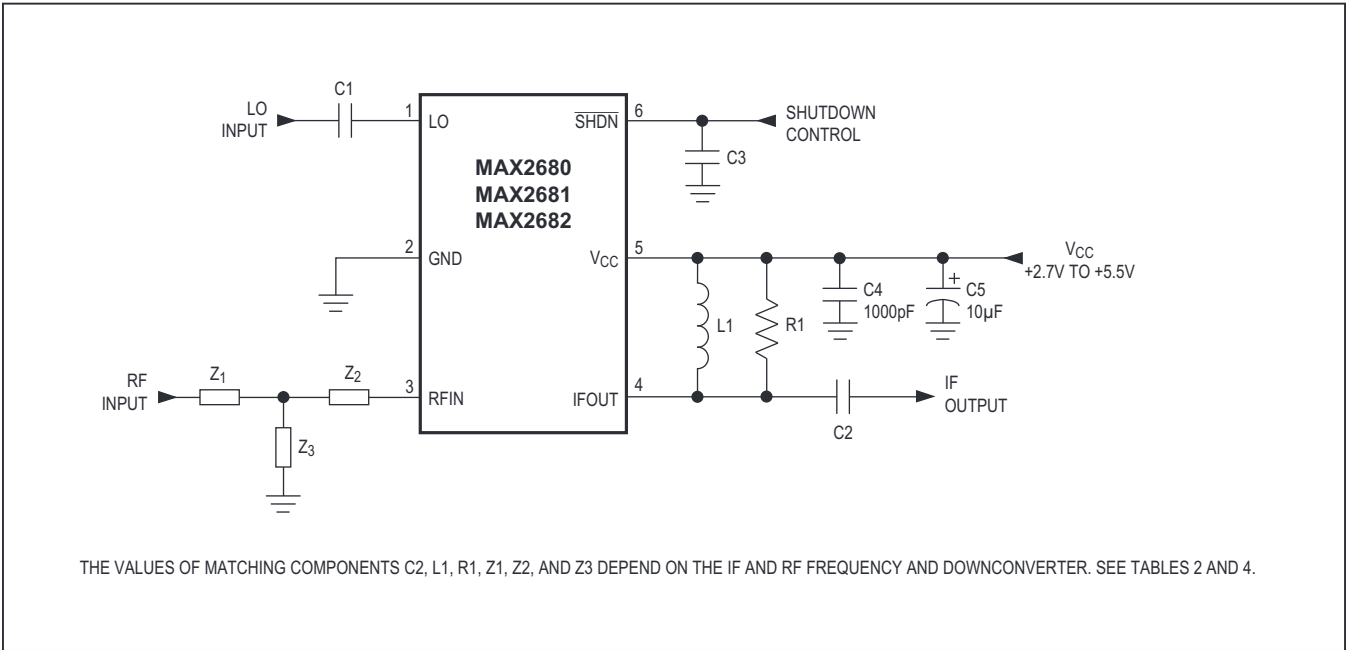 C1
LO
INPUT
1
LO
SHDN
6
SHUTDOWN
CONTROL
C3
MAX2680
MAX2681
MAX2682
2
GND
VCC
5
VCC
+2.7V TO +5.5V
C4
1000pF
+
C5
10µF
L1
R1
RF
INPUT
Z1
Z2
3
RFIN
Z3
IFOUT
4
IF
OUTPUT
C2
THE VALUES OF MATCHING COMPONENTS C2, L1, R1, Z1, Z2, AND Z3 DEPEND ON THE IF AND RF FREQUENCY AND DOWNCONVERTER. SEE TABLES 2 AND 4.